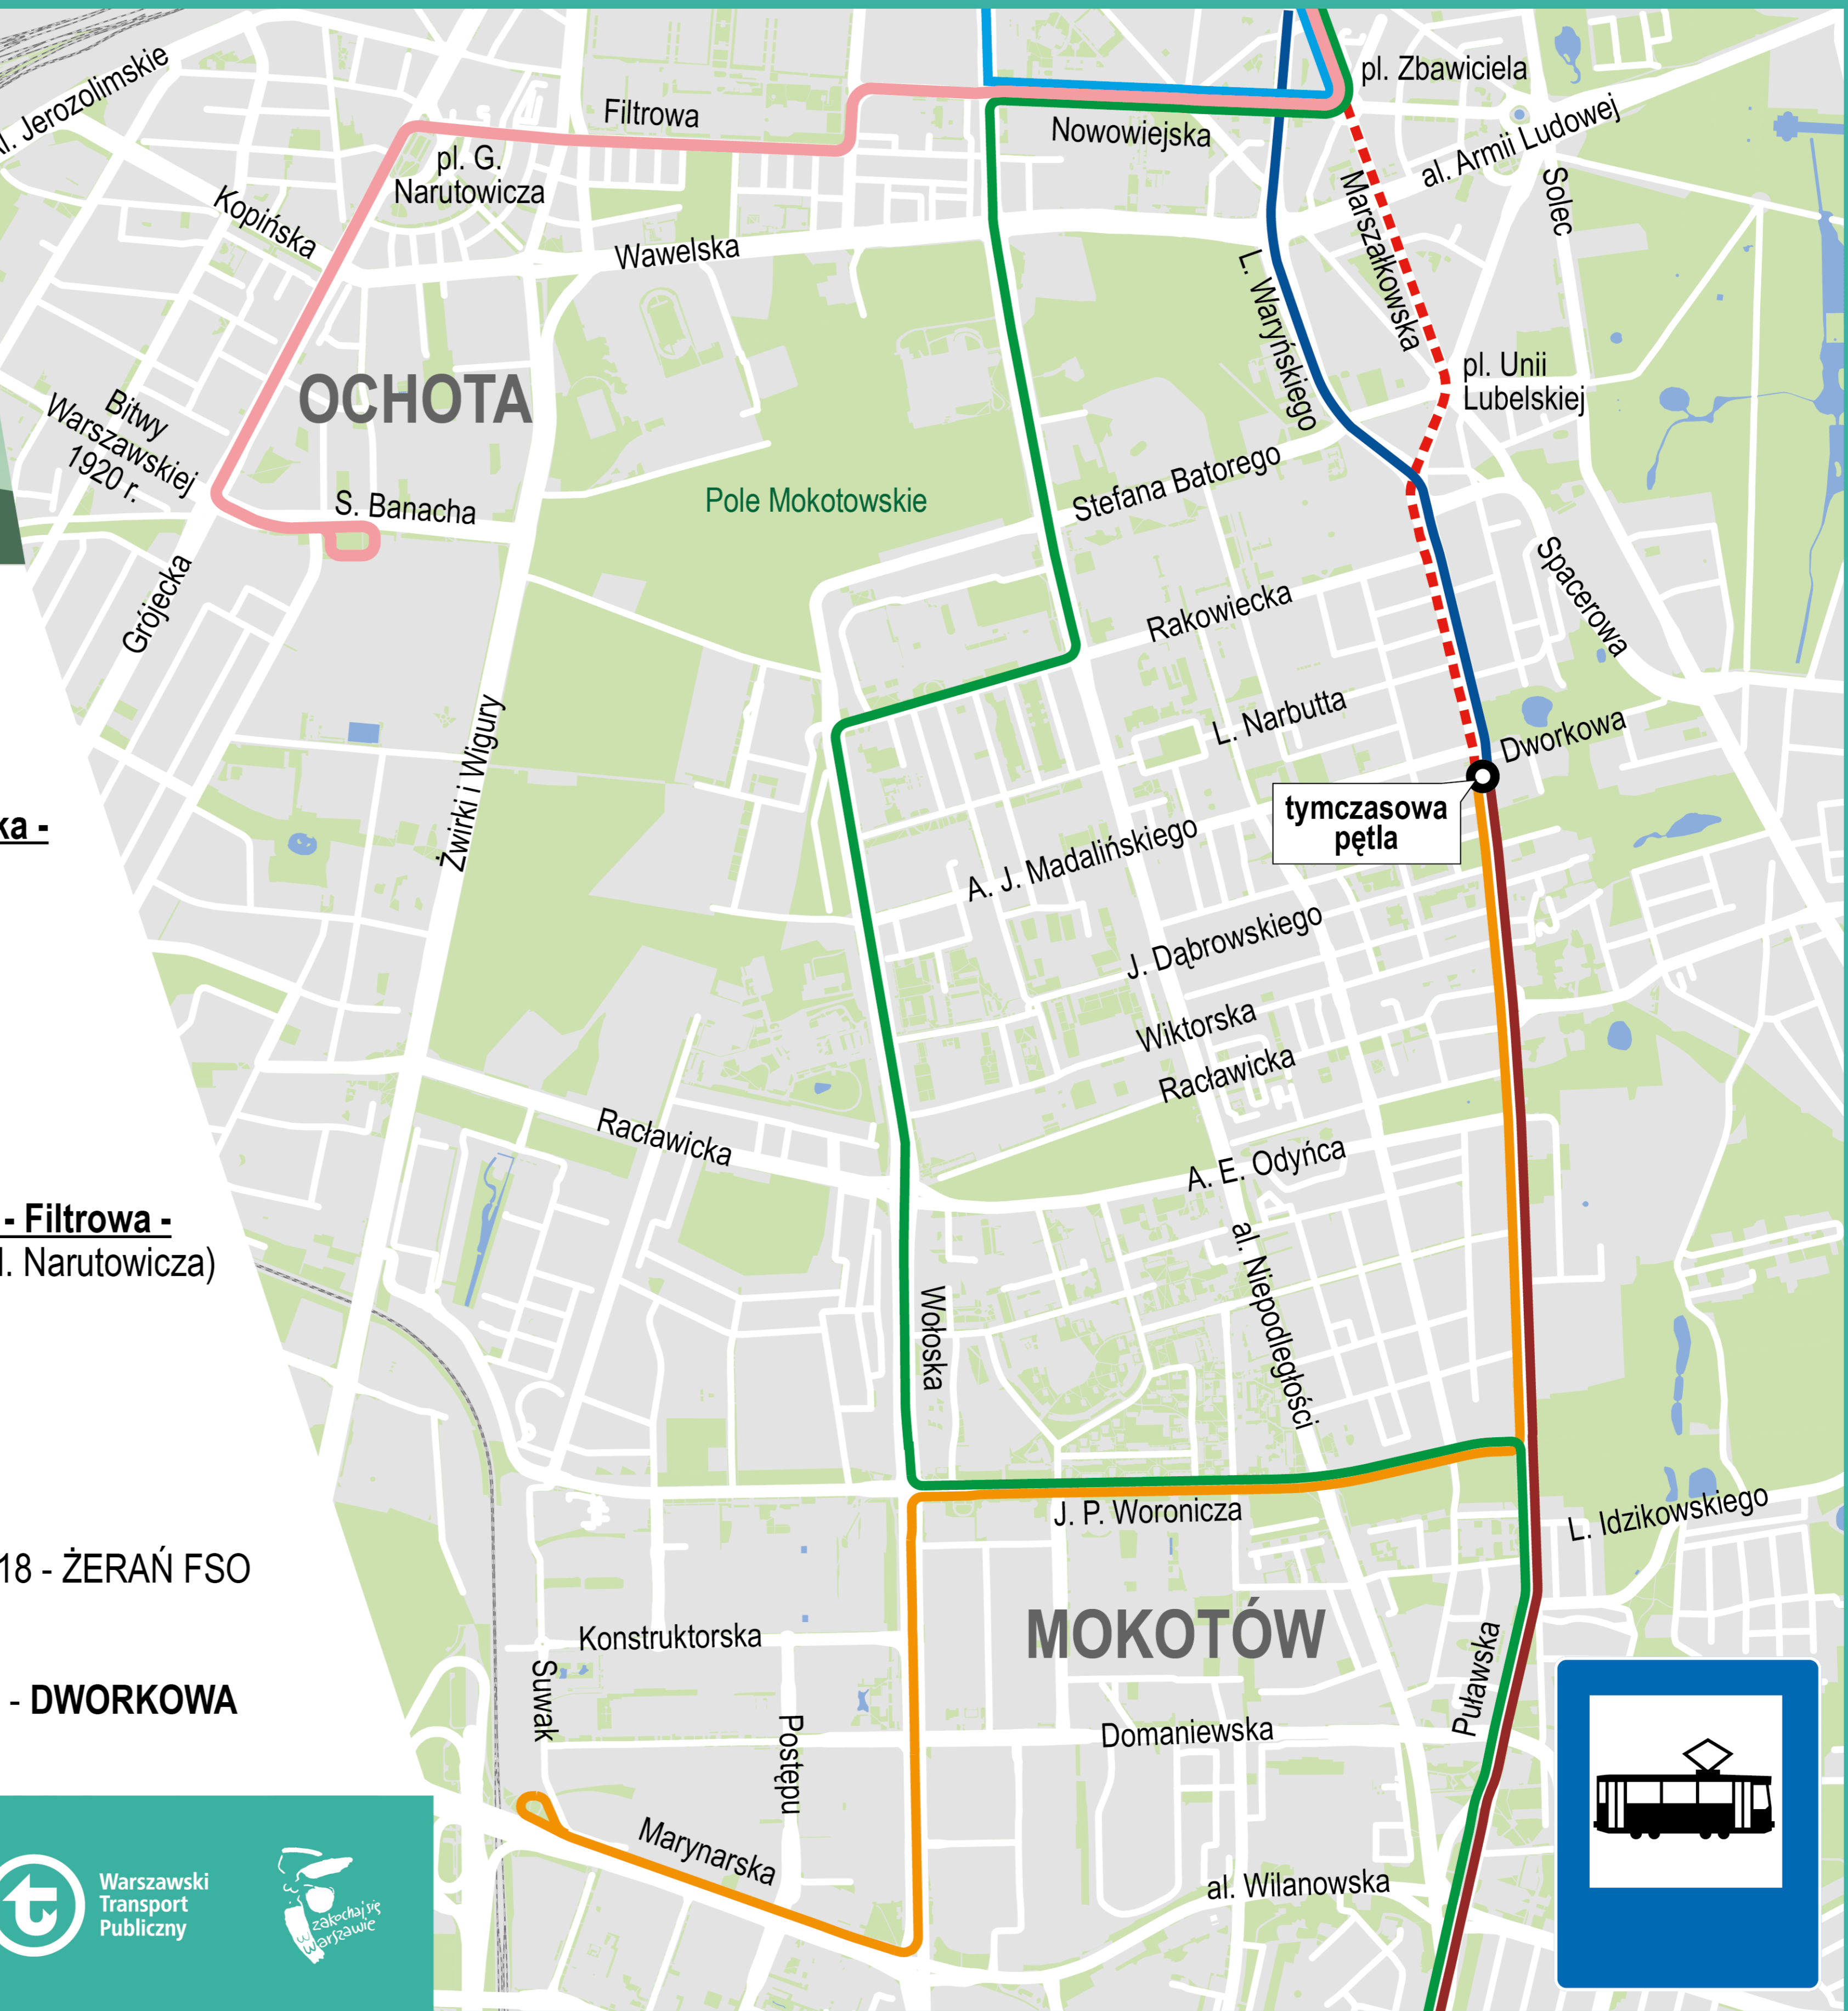 al. Jerozolimskie
Filtrowa
pl. G.
Narutowicza
Kopińska
Wawelska
Nowowiejska
pl. Zbawiciela
al. Armii Ludowej
Solec
Marszałkowska
L. Waryńskiego
pl. Unii
Lubelskiej
OCHOTA
Bitwy
Warszawskiej
1920 r.
S. Banacha
Pole Mokotowskie
Stefana Batorego
Grójecka
Rakowiecka
Spacerowa
L. Narbutta
Dworkowa
tymczasowa
pętla
Żwirki i Wigury
A. J. Madalińskiego
J. Dąbrowskiego
Wiktorska
Racławicka
Racławicka
A. E. Odyńca
al. Niepodległości
Wołoska
J. P. Woronicza
L. Idzikowskiego
MOKOTÓW
Konstruktorska
Suwak
Postępu
Domaniewska
Puławska
Marynarska
al. Wilanowska
ka -
- Filtrowa -
l. Narutowicza)
18 - ŻERAŃ FSO
- DWORKOWA
Warszawski
Transport
Publiczny
zakochaj się
w
warszawie